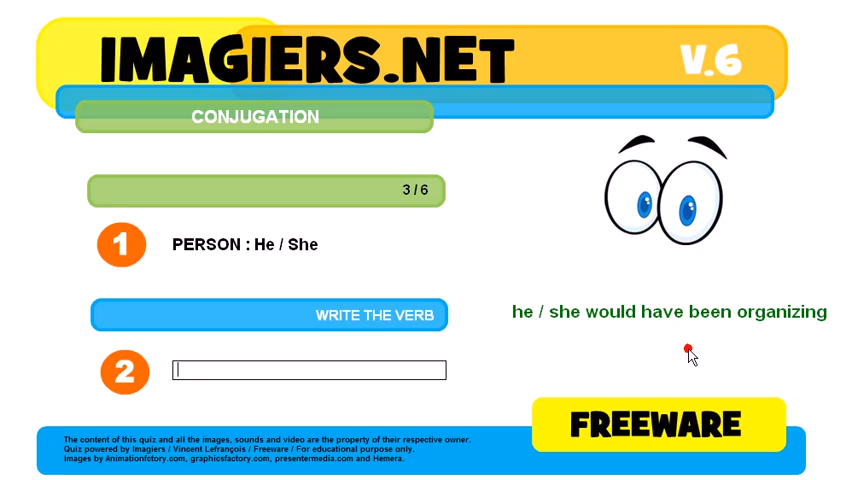 IMAGIERS.NET
V.6
CONJUGATION
3 / 6
1
PERSON : He / She
WRITE THE VERB
he / she would have been organizing
2
FREEWARE
The content of this quiz and all the images, sounds and video are the property of their respective owner.
Quiz powered by Imagiers / Vincent Lefrançois / Freeware / For educational purpose only.
Images by Animationfctory.com, graphicsfactory.com, presentermedia.com and Hemera.